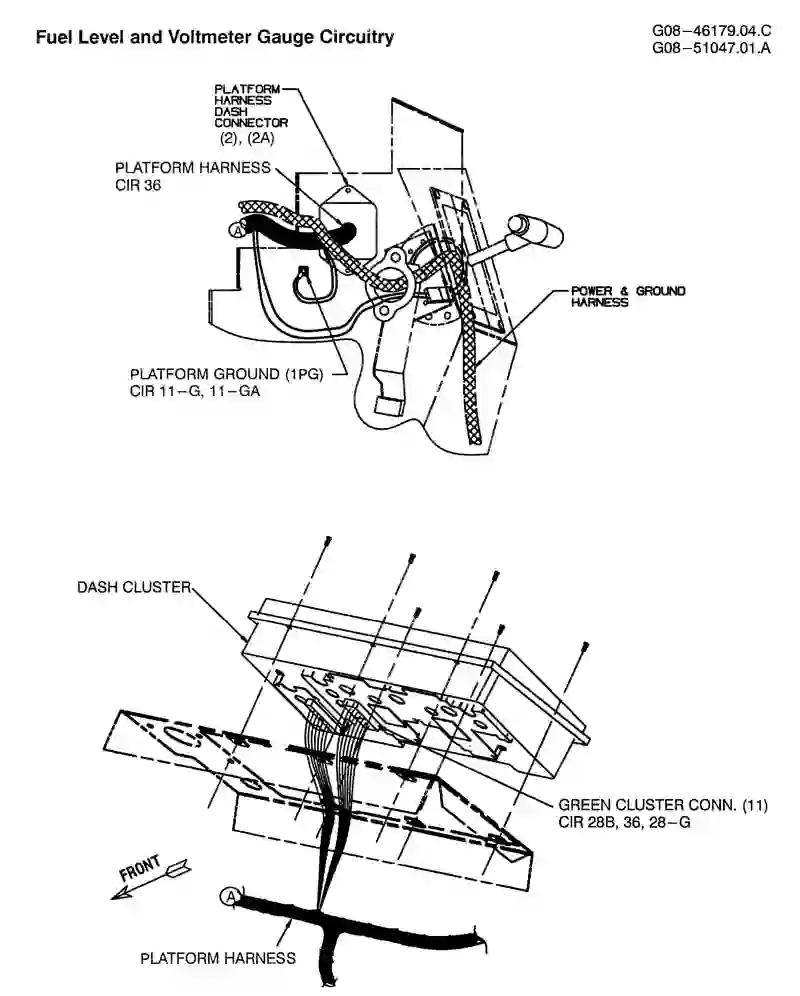 Fuel Level and Voltmeter Gauge Circuitry
G08-46179.04.C
G08-51047.01.A
PLATFORM
HARNESS
DASH
CONNECTOR
(2), (2A)
PLATFORM HARNESS
CIR 36
A
POWER & GROUND
HARNESS
PLATFORM GROUND (1PG)
CIR 11-G, 11-GA
DASH CLUSTER
GREEN CLUSTER CONN. (11)
CIR 28B, 36, 28-G
FRONT
A
PLATFORM HARNESS